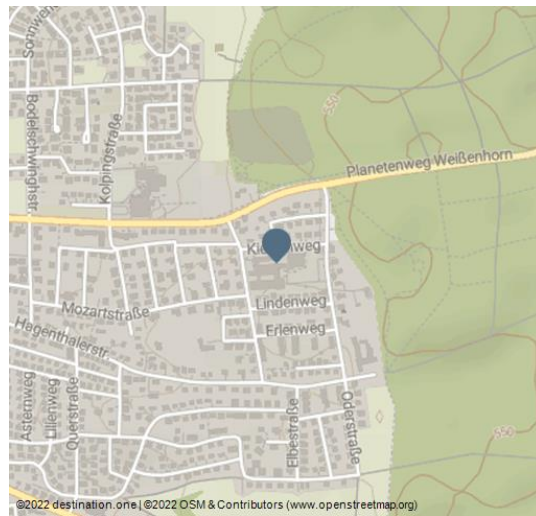 Sonnwend
Bodelschwinghstr.
Kolpingstraße
550
Planetenweg Weißenhorn
Mozartstraße
Lindenweg
Hagenthalerstr.
Erlenweg
Asternweg
Lilienweg
Querstraße
Elbestraße
Oderstraße
550
©2022 destination.one | ©2022 OSM & Contributors (www.openstreetmap.org)